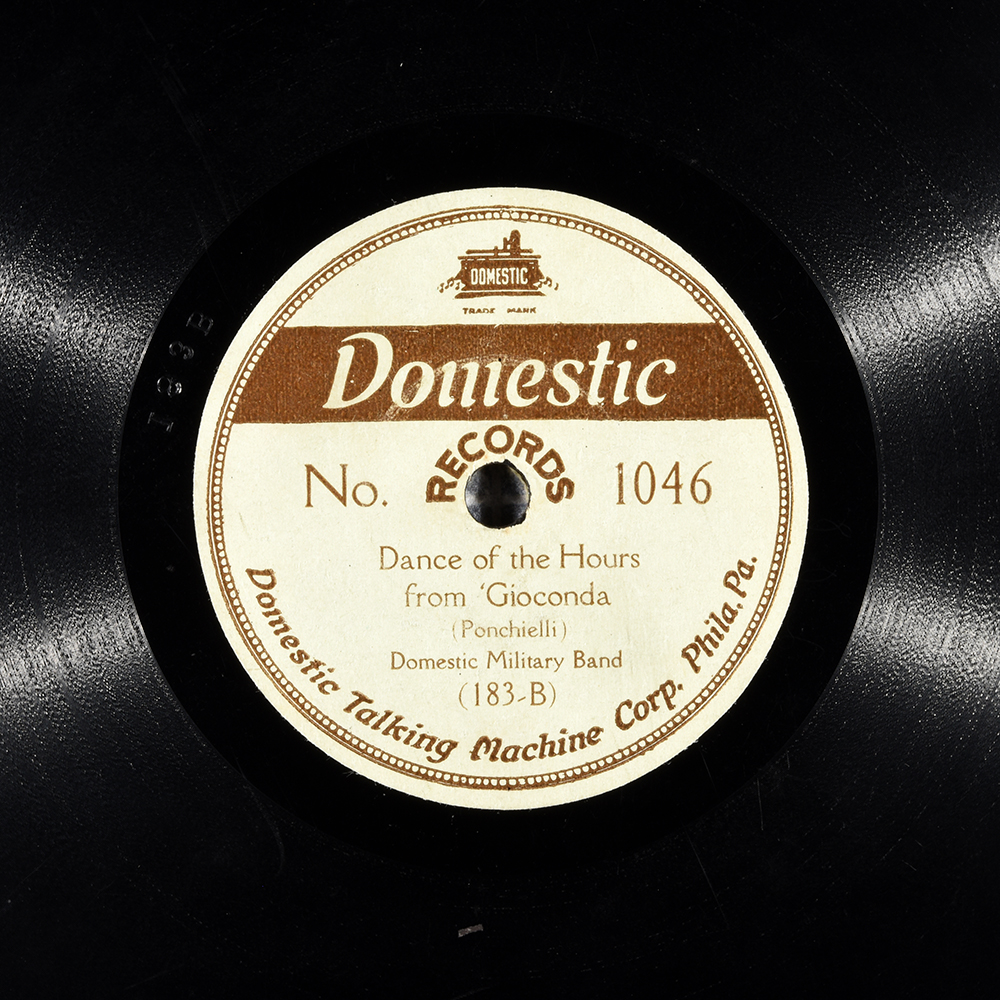 DOMESTIC
TRADE MARK
Domestic
RECORDS
No. 1046
Dance of the Hours
from 'Gioconda
(Ponchielli)
Domestic Military Band
(183-B)
Domestic Talking Machine Corp. Phila. Pa.
183B